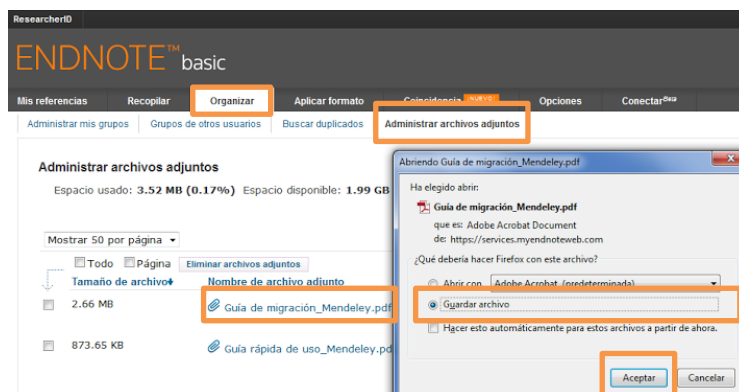 ResearcherID
ENDNOTE™ basic
Mis referencias Recopilar Organizar Aplicar formato Coincidencia NUEVO Opciones Conectar Beta
Administrar mis grupos Grupos de otros usuarios Buscar duplicados Administrar archivos adjuntos
Administrar archivos adjuntos
Espacio usado: 3.52 MB (0.17%) Espacio disponible: 1.99 GB
Mostrar 50 por página
Todo Página Eliminar archivos adjuntos
Tamaño de archivo Nombre de archivo adjunto
2.66 MB Guía de migración_Mendeley.pdf
873.65 KB Guía rápida de uso_Mendeley.pd
Abriendo Guía de migración_Mendeley.pdf
Ha elegido abrir:
Guía de migración_Mendeley.pdf
que es: Adobe Acrobat Document
de: https://services.myendnoteweb.com
¿Qué debería hacer Firefox con este archivo?
Abrir con Adobe Acrobat (predeterminada)
Guardar archivo
Hacer esto automáticamente para estos archivos a partir de ahora.
Aceptar Cancelar